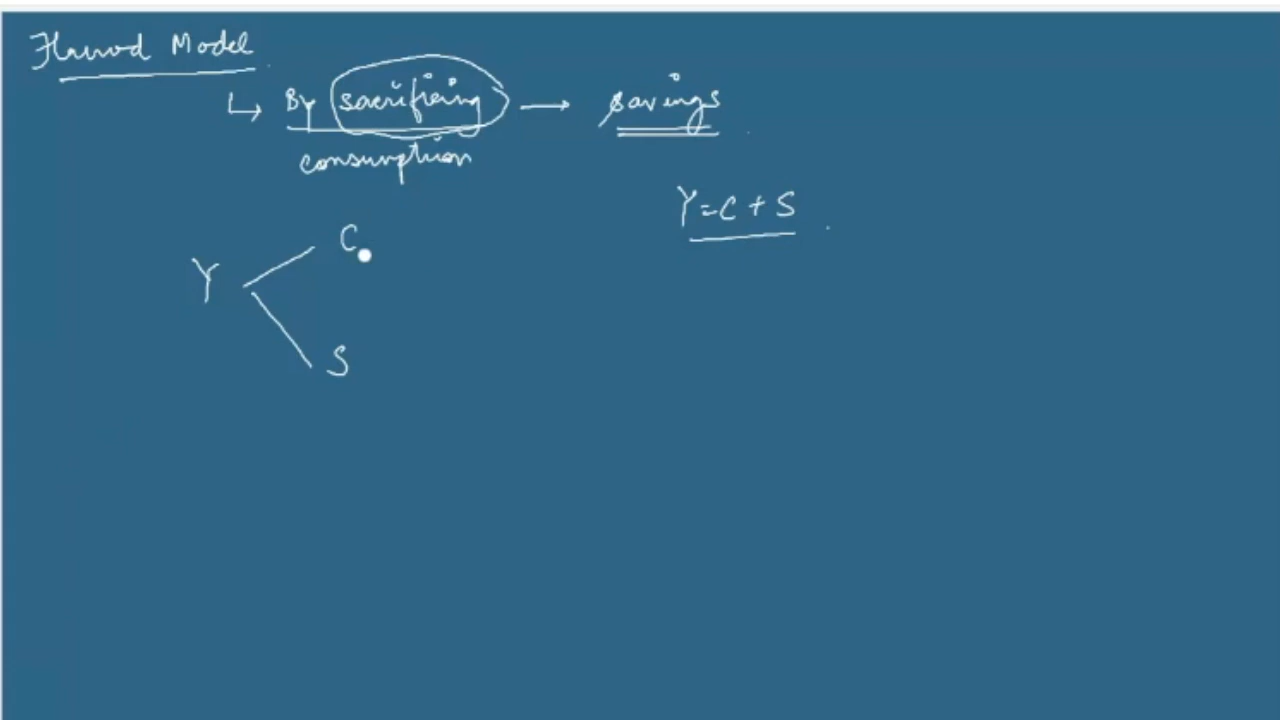 Harrod Model
↳ By sacrificing → savings
consumption
Y = C + S
C
Y
S